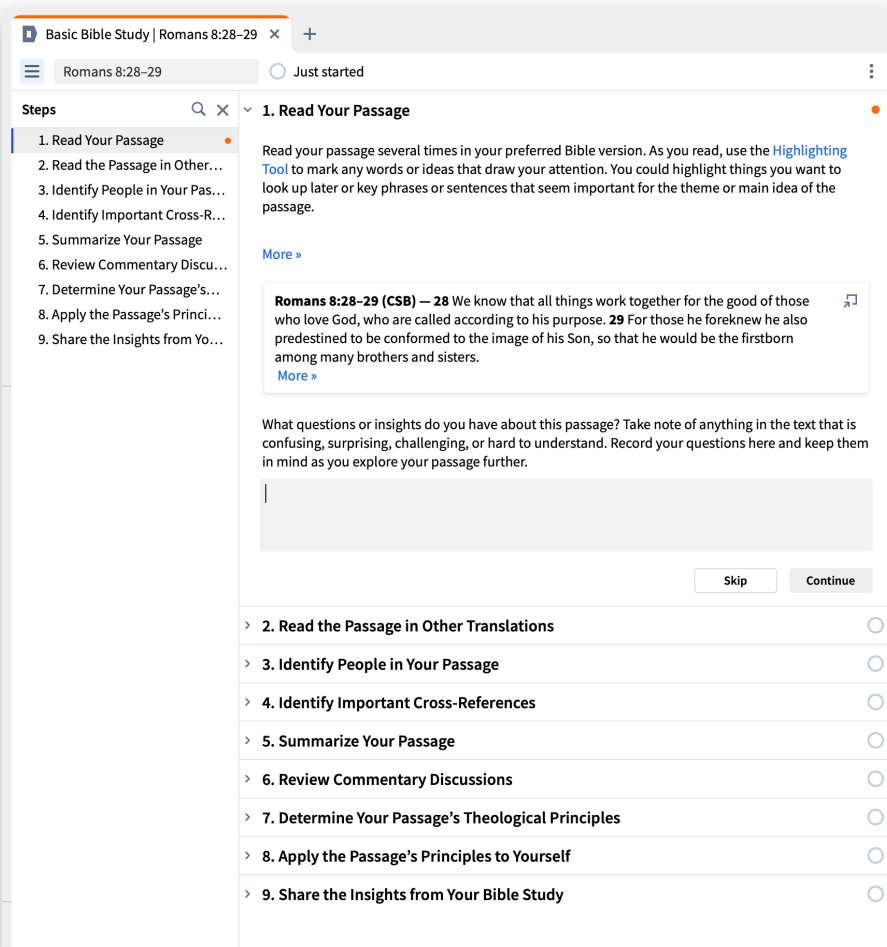 Basic Bible Study | Romans 8:28–29
Romans 8:28–29
Just started
Steps
1. Read Your Passage
2. Read the Passage in Other…
3. Identify People in Your Pas…
4. Identify Important Cross-R…
5. Summarize Your Passage
6. Review Commentary Discu…
7. Determine Your Passage’s…
8. Apply the Passage’s Princi…
9. Share the Insights from Yo…
1. Read Your Passage
Read your passage several times in your preferred Bible version. As you read, use the Highlighting
Tool to mark any words or ideas that draw your attention. You could highlight things you want to
look up later or key phrases or sentences that seem important for the theme or main idea of the
passage.
More »
Romans 8:28–29 (CSB) — 28 We know that all things work together for the good of those
who love God, who are called according to his purpose. 29 For those he foreknew he also
predestined to be conformed to the image of his Son, so that he would be the firstborn
among many brothers and sisters.
More »
What questions or insights do you have about this passage? Take note of anything in the text that is
confusing, surprising, challenging, or hard to understand. Record your questions here and keep them
in mind as you explore your passage further.
Skip
Continue
2. Read the Passage in Other Translations
3. Identify People in Your Passage
4. Identify Important Cross-References
5. Summarize Your Passage
6. Review Commentary Discussions
7. Determine Your Passage’s Theological Principles
8. Apply the Passage’s Principles to Yourself
9. Share the Insights from Your Bible Study